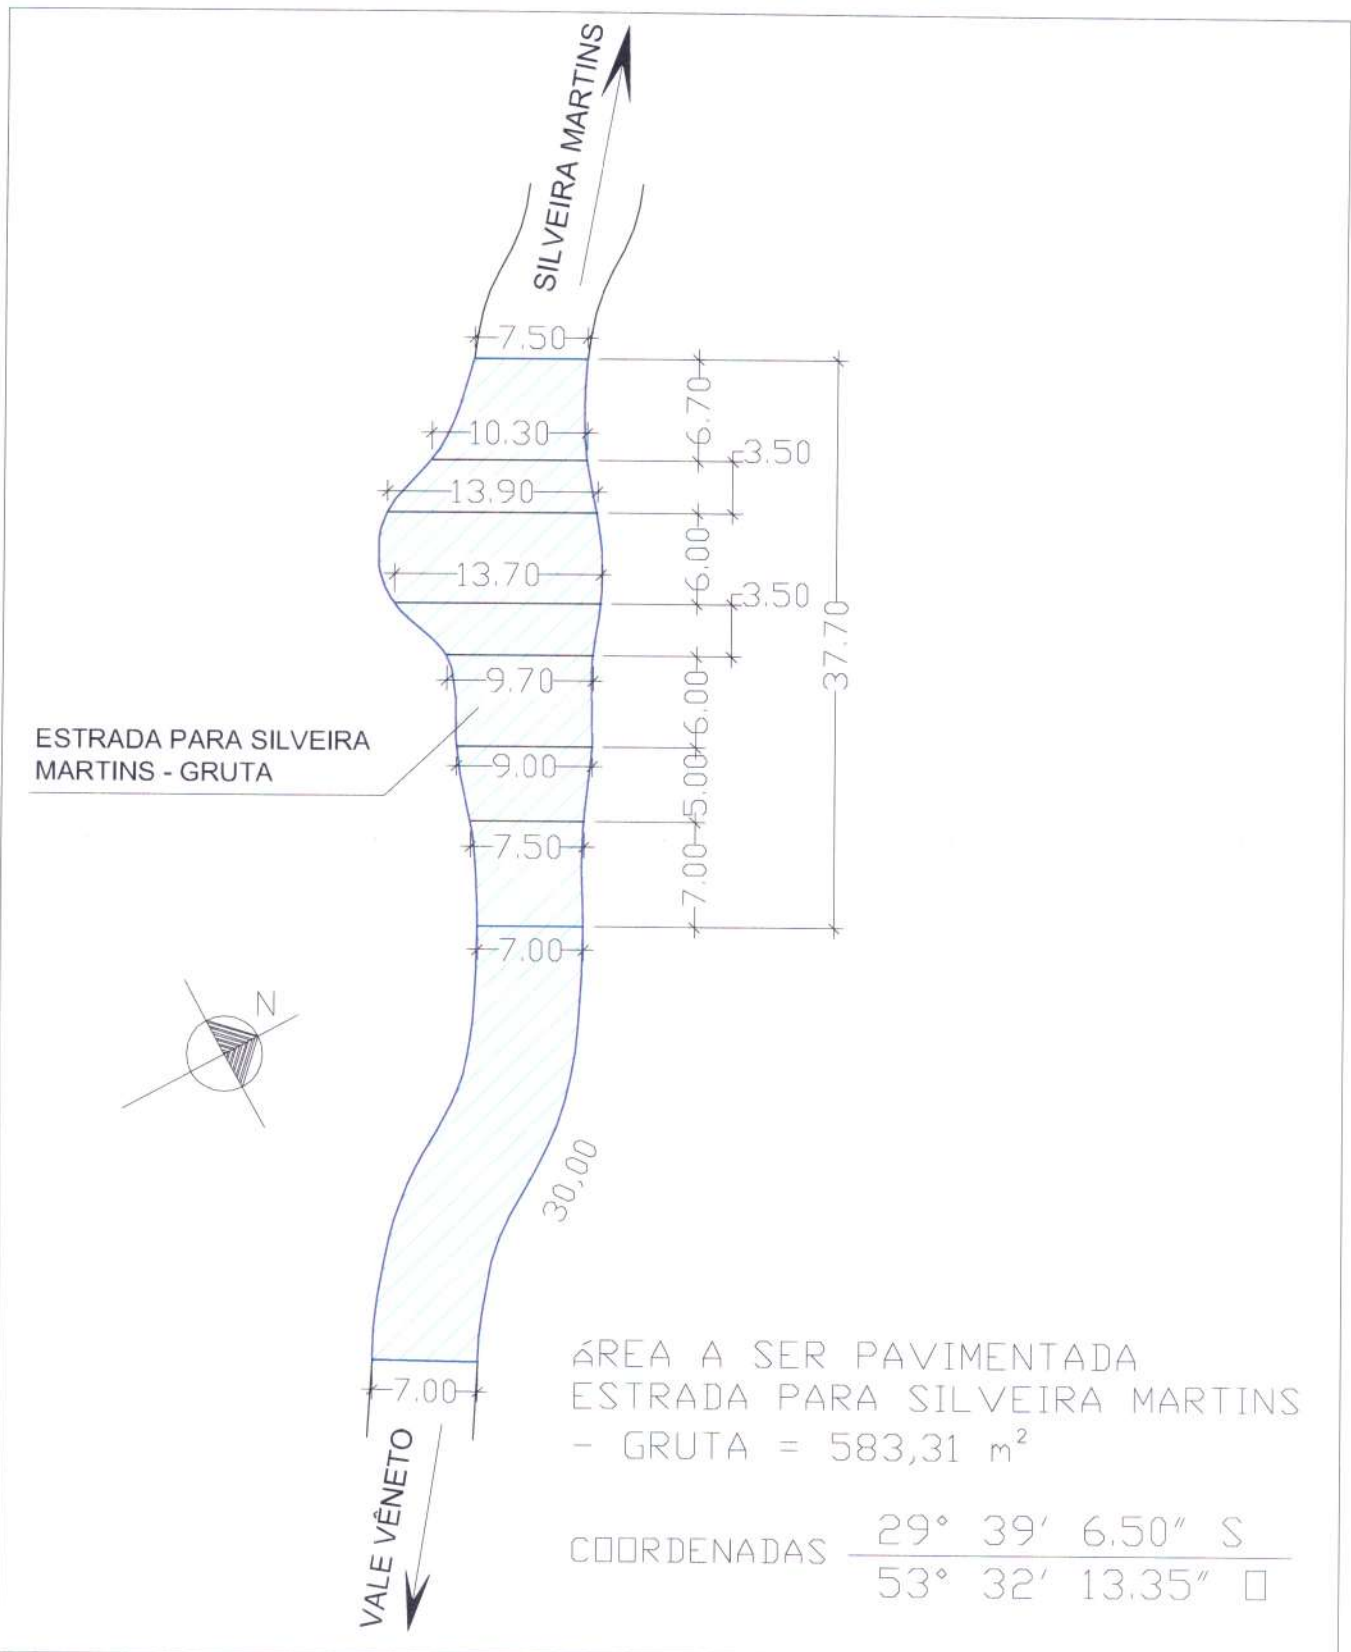 SILVEIRA MARTINS
7.50
6.70
10.30
3.50
13.90
6.00
13.70
3.50
37.70
9.70
6.00
ESTRADA PARA SILVEIRA
MARTINS - GRUTA
9.00
5.00
7.50
7.00
7.00
N
30,00
7.00
ÁREA A SER PAVIMENTADA
ESTRADA PARA SILVEIRA MARTINS
- GRUTA = 583,31 m²
VALE VÊNETO
COORDENADAS
29° 39' 6.50" S
53° 32' 13.35" O